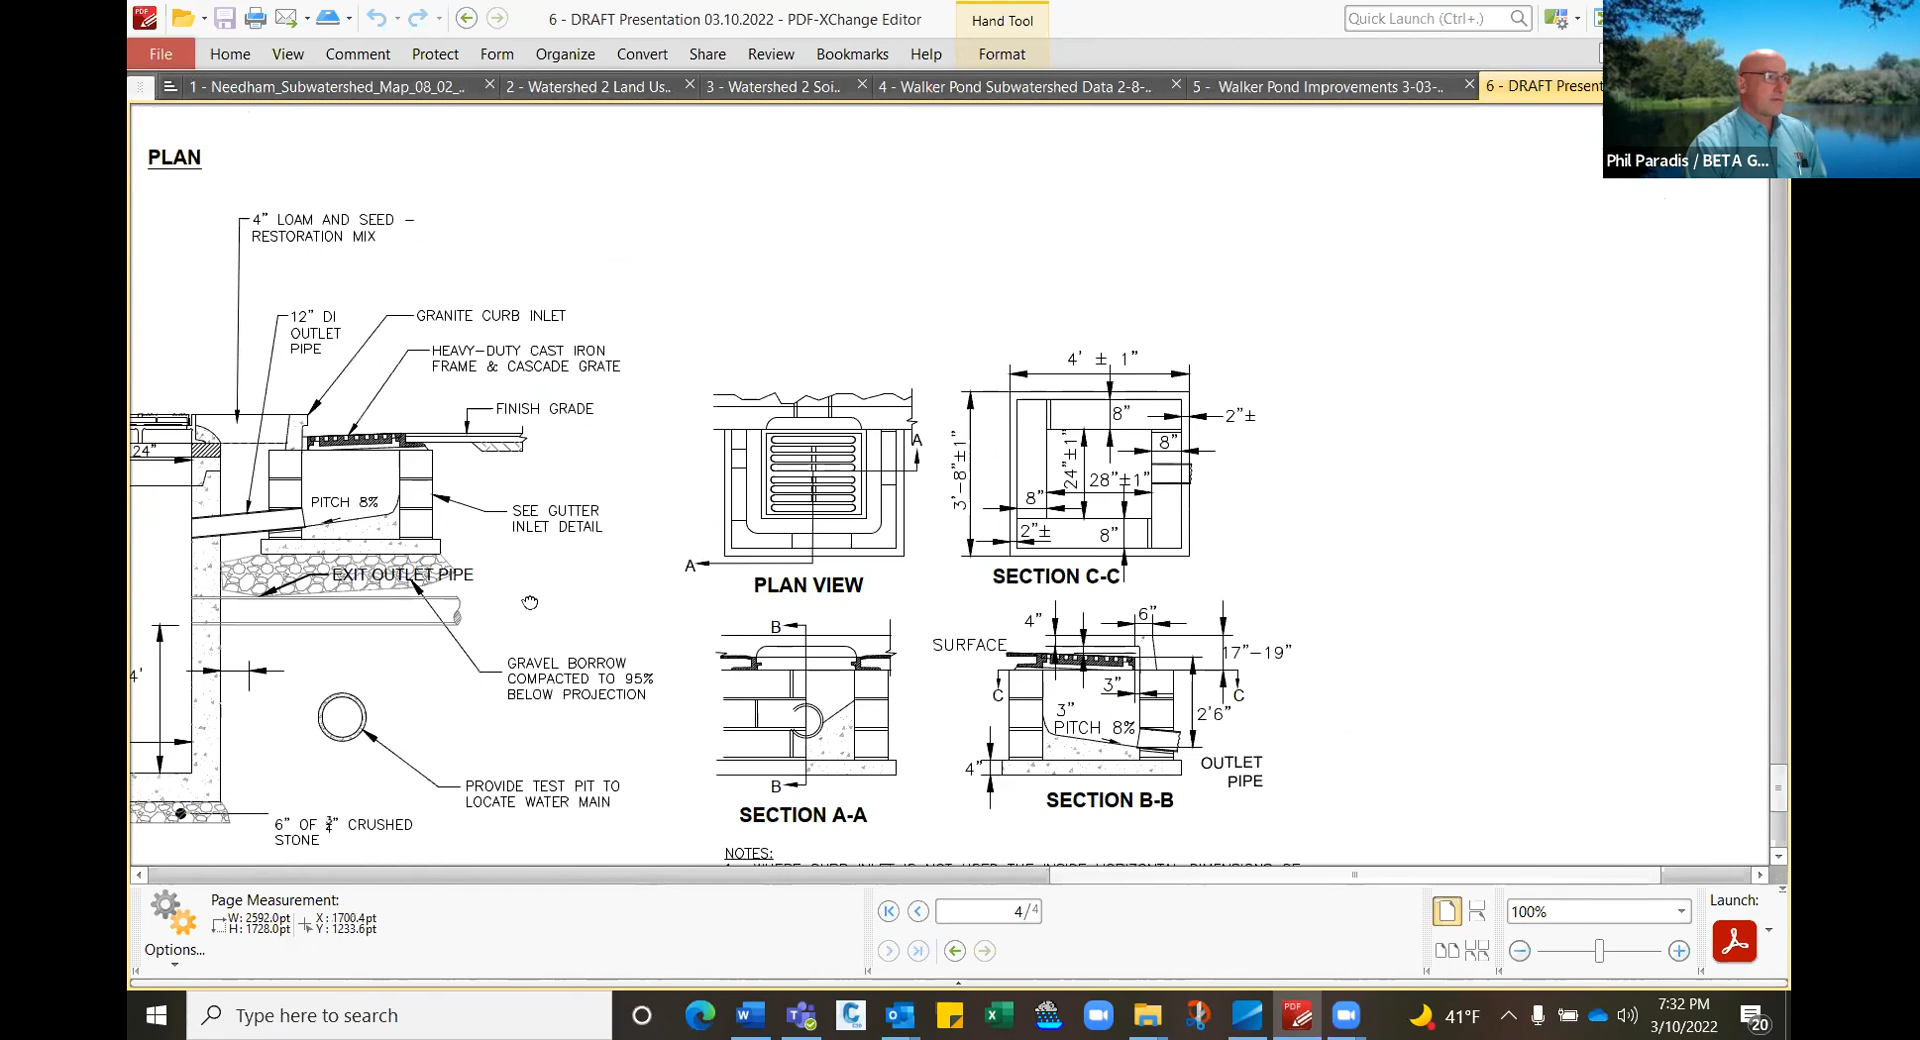 6 - DRAFT Presentation 03.10.2022 - PDF-XChange Editor
Hand Tool
Quick Launch (Ctrl+.)
File Home View Comment Protect Form Organize Convert Share Review Bookmarks Help Format
1 - Needham_Subwatershed_Map_08_02_...
2 - Watershed 2 Land Us..
3 - Watershed 2 Soi..
4 - Walker Pond Subwatershed Data 2-8-..
5 - Walker Pond Improvements 3-03-..
6 - DRAFT Present
Phil Paradis / BETA G...
PLAN
4" LOAM AND SEED –
RESTORATION MIX
12" DI
OUTLET
PIPE
GRANITE CURB INLET
HEAVY–DUTY CAST IRON
FRAME & CASCADE GRATE
FINISH GRADE
24"
PITCH 8%
SEE GUTTER
INLET DETAIL
EXIT OUTLET PIPE
GRAVEL BORROW
COMPACTED TO 95%
BELOW PROJECTION
4'
PROVIDE TEST PIT TO
LOCATE WATER MAIN
6" OF ¾" CRUSHED
STONE
A
A
PLAN VIEW
4' ± 1"
8"
2"±
3'–8"±1"
24"±1"
8"
28"±1"
8"
2"±
8"
SECTION C-C
B
B
SECTION A-A
4"
6"
SURFACE
17"–19"
C
3"
C
3"
PITCH 8%
2'6"
4"
OUTLET
PIPE
SECTION B-B
NOTES:
Page Measurement:
W: 2592.0pt
H: 1728.0pt
X: 1700.4pt
Y: 1233.6pt
Options...
4/4
100%
Launch:
Type here to search
41°F
7:32 PM
3/10/2022
20